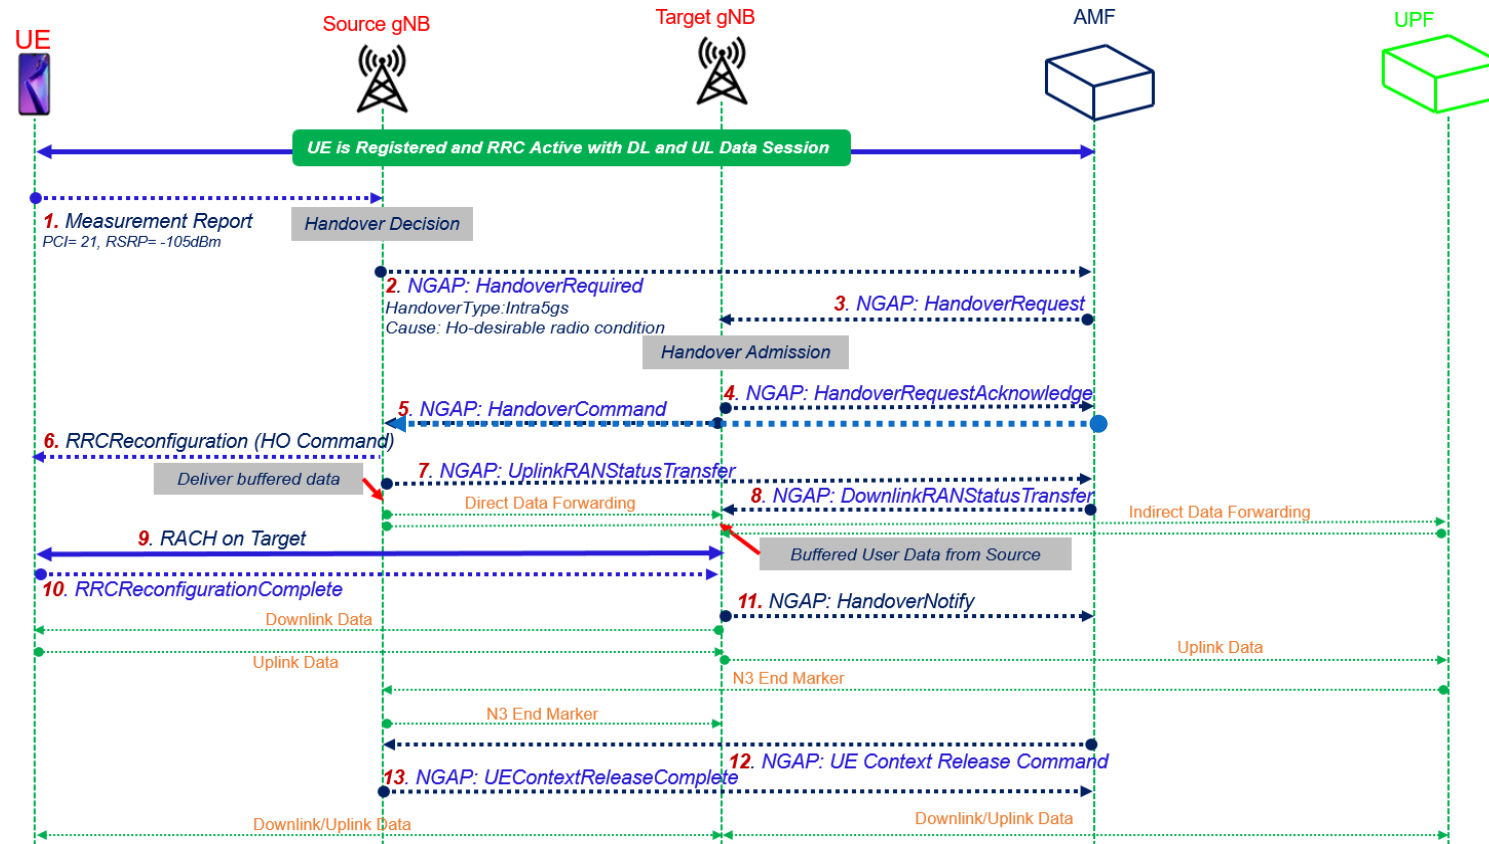 UE
Source gNB
Target gNB
AMF
UPF
UE is Registered and RRC Active with DL and UL Data Session
1. Measurement Report
PCI= 21, RSRP= -105dBm
Handover Decision
2. NGAP: HandoverRequired
HandoverType:Intra5gs
Cause: Ho-desirable radio condition
3. NGAP: HandoverRequest
Handover Admission
4. NGAP: HandoverRequestAcknowledge
5. NGAP: HandoverCommand
6. RRCReconfiguration (HO Command)
7. NGAP: UplinkRANStatusTransfer
Deliver buffered data
8. NGAP: DownlinkRANStatusTransfer
Direct Data Forwarding
Indirect Data Forwarding
9. RACH on Target
Buffered User Data from Source
10. RRCReconfigurationComplete
11. NGAP: HandoverNotify
Downlink Data
Uplink Data
Uplink Data
N3 End Marker
N3 End Marker
12. NGAP: UE Context Release Command
13. NGAP: UEContextReleaseComplete
Downlink/Uplink Data
Downlink/Uplink Data